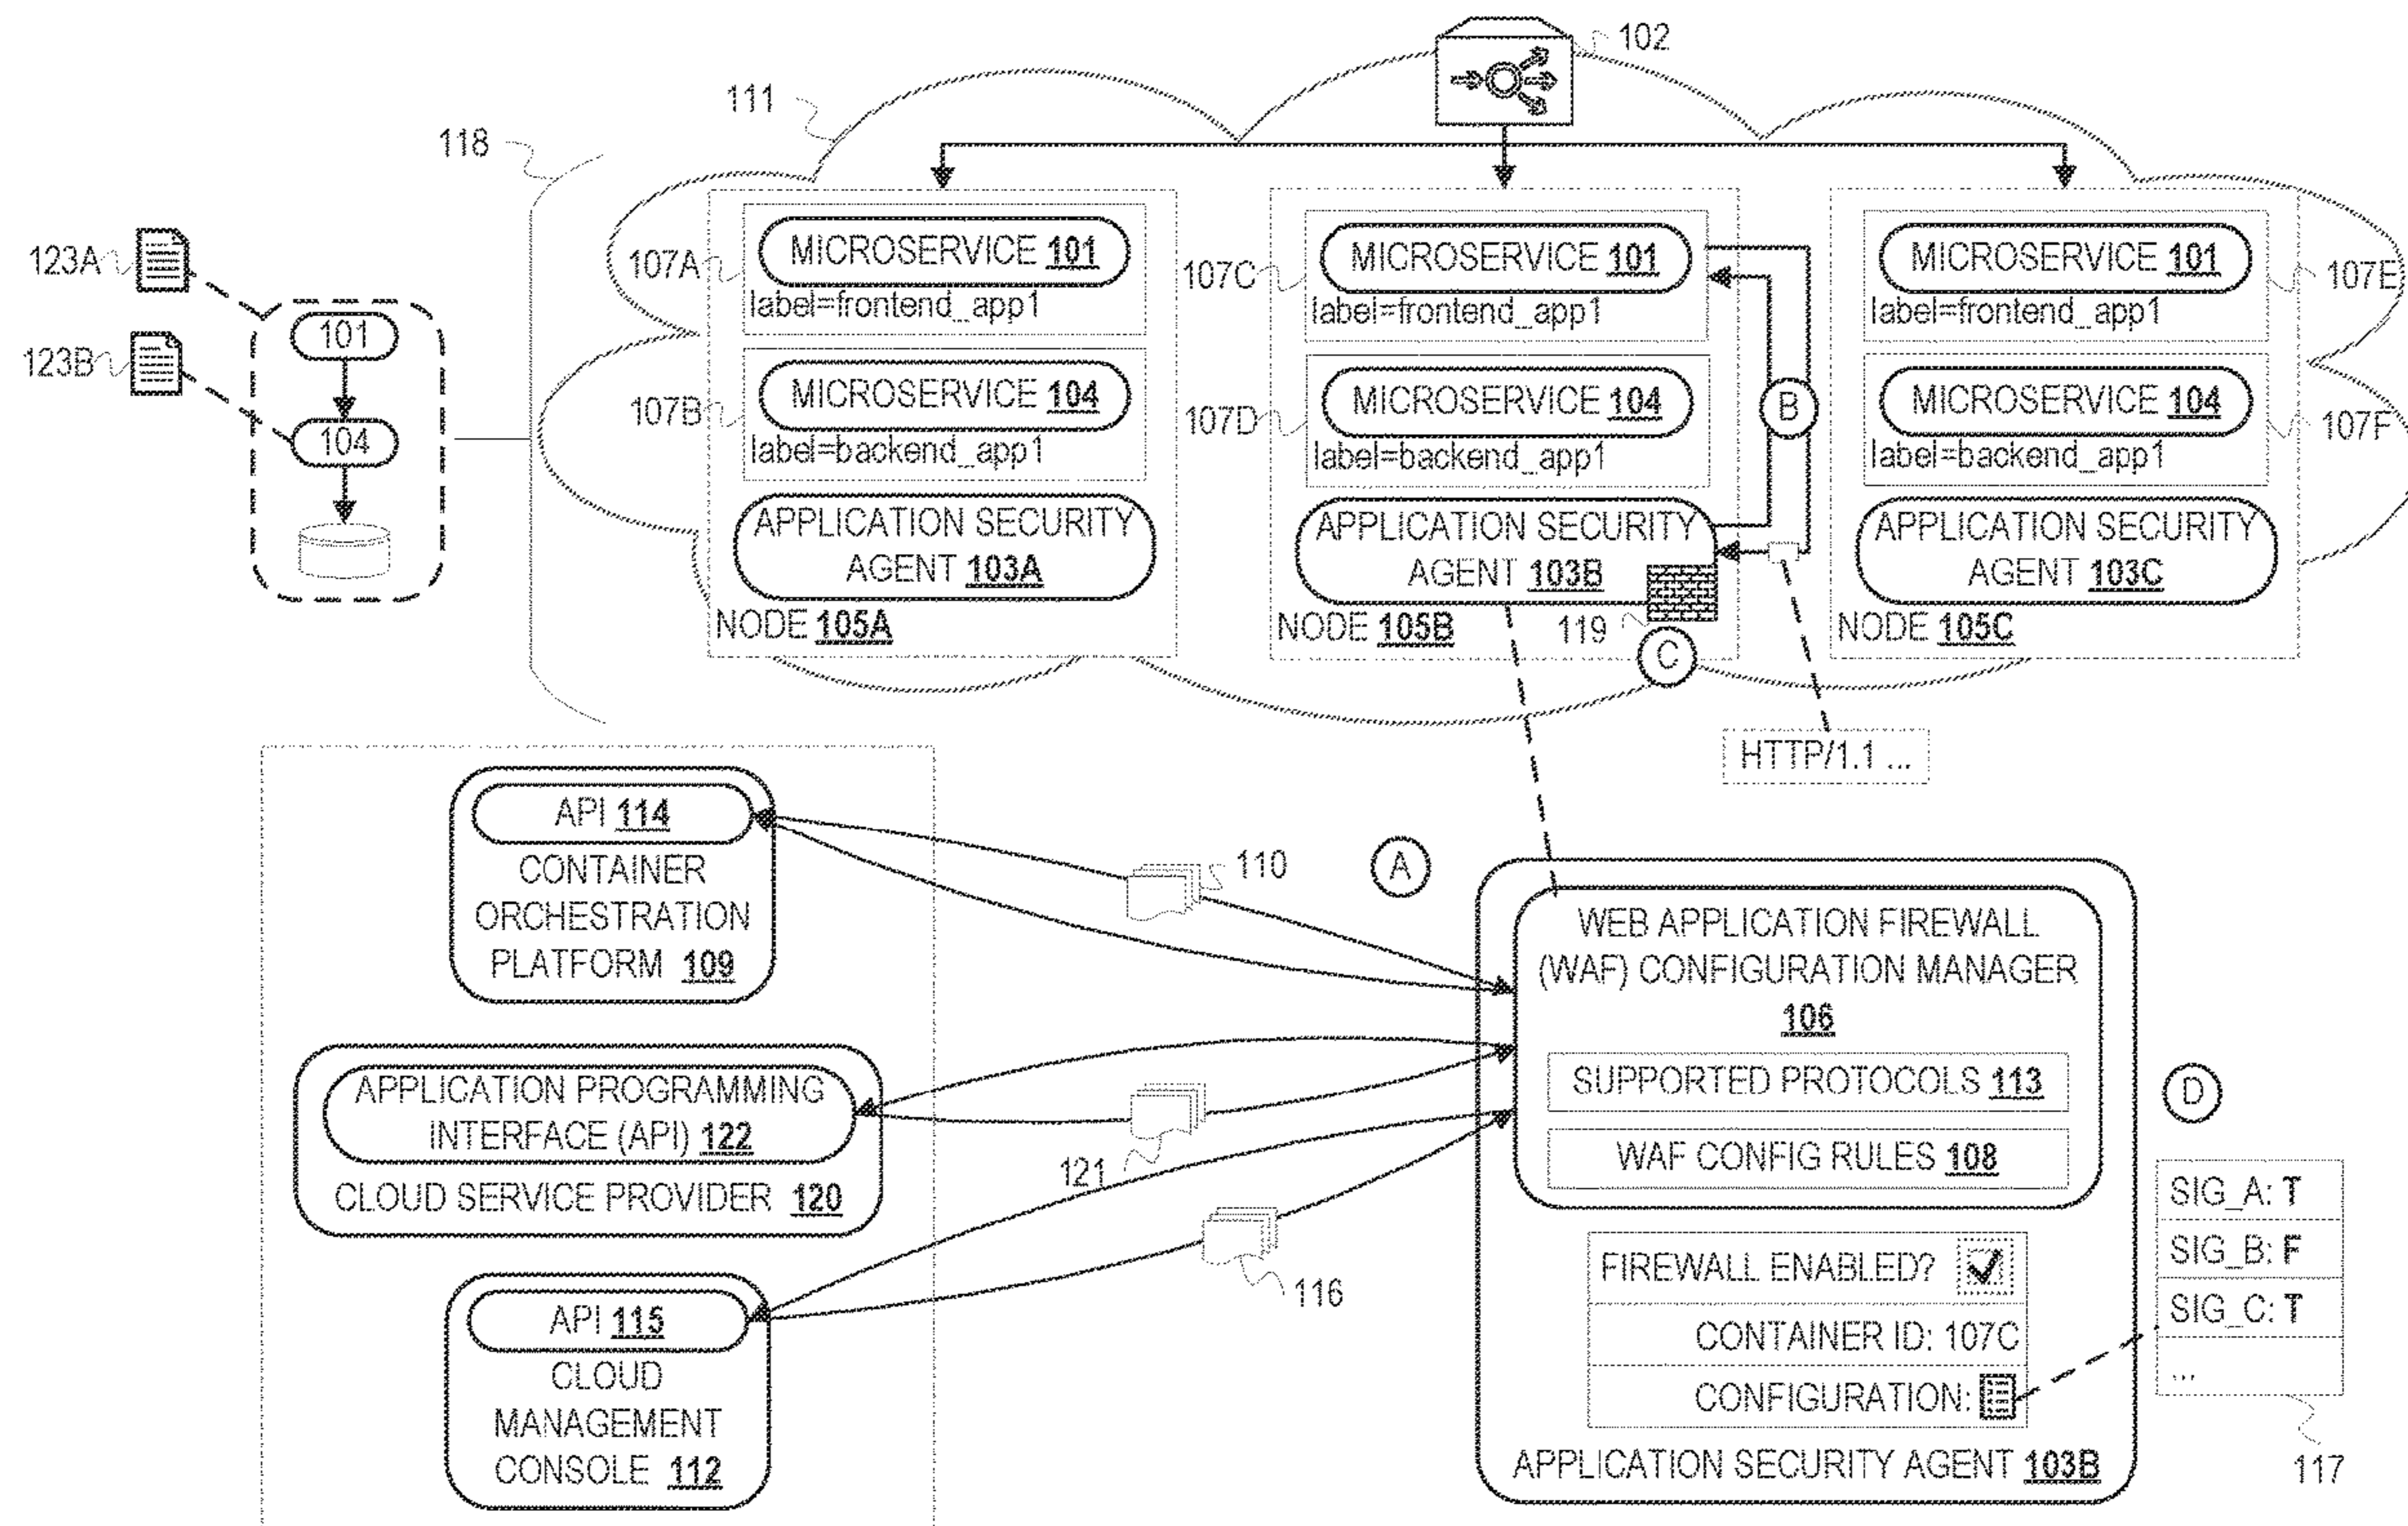 102
111
118
123A
123B
101
104
107A
MICROSERVICE 101
label=frontend_app1
107B
MICROSERVICE 104
label=backend_app1
APPLICATION SECURITY
AGENT 103A
NODE 105A
107C
MICROSERVICE 101
label=frontend_app1
107D
MICROSERVICE 104
label=backend_app1
APPLICATION SECURITY
AGENT 103B
NODE 105B
119
B
C
MICROSERVICE 101
label=frontend_app1
107E
MICROSERVICE 104
label=backend_app1
107F
APPLICATION SECURITY
AGENT 103C
NODE 105C
HTTP/1.1 ...
API 114
CONTAINER
ORCHESTRATION
PLATFORM 109
110
A
APPLICATION PROGRAMMING
INTERFACE (API) 122
CLOUD SERVICE PROVIDER 120
121
API 115
CLOUD
MANAGEMENT
CONSOLE 112
116
WEB APPLICATION FIREWALL
(WAF) CONFIGURATION MANAGER
106
SUPPORTED PROTOCOLS 113
WAF CONFIG RULES 108
FIREWALL ENABLED?
CONTAINER ID: 107C
CONFIGURATION:
APPLICATION SECURITY AGENT 103B
D
SIG_A: T
SIG_B: F
SIG_C: T
...
117